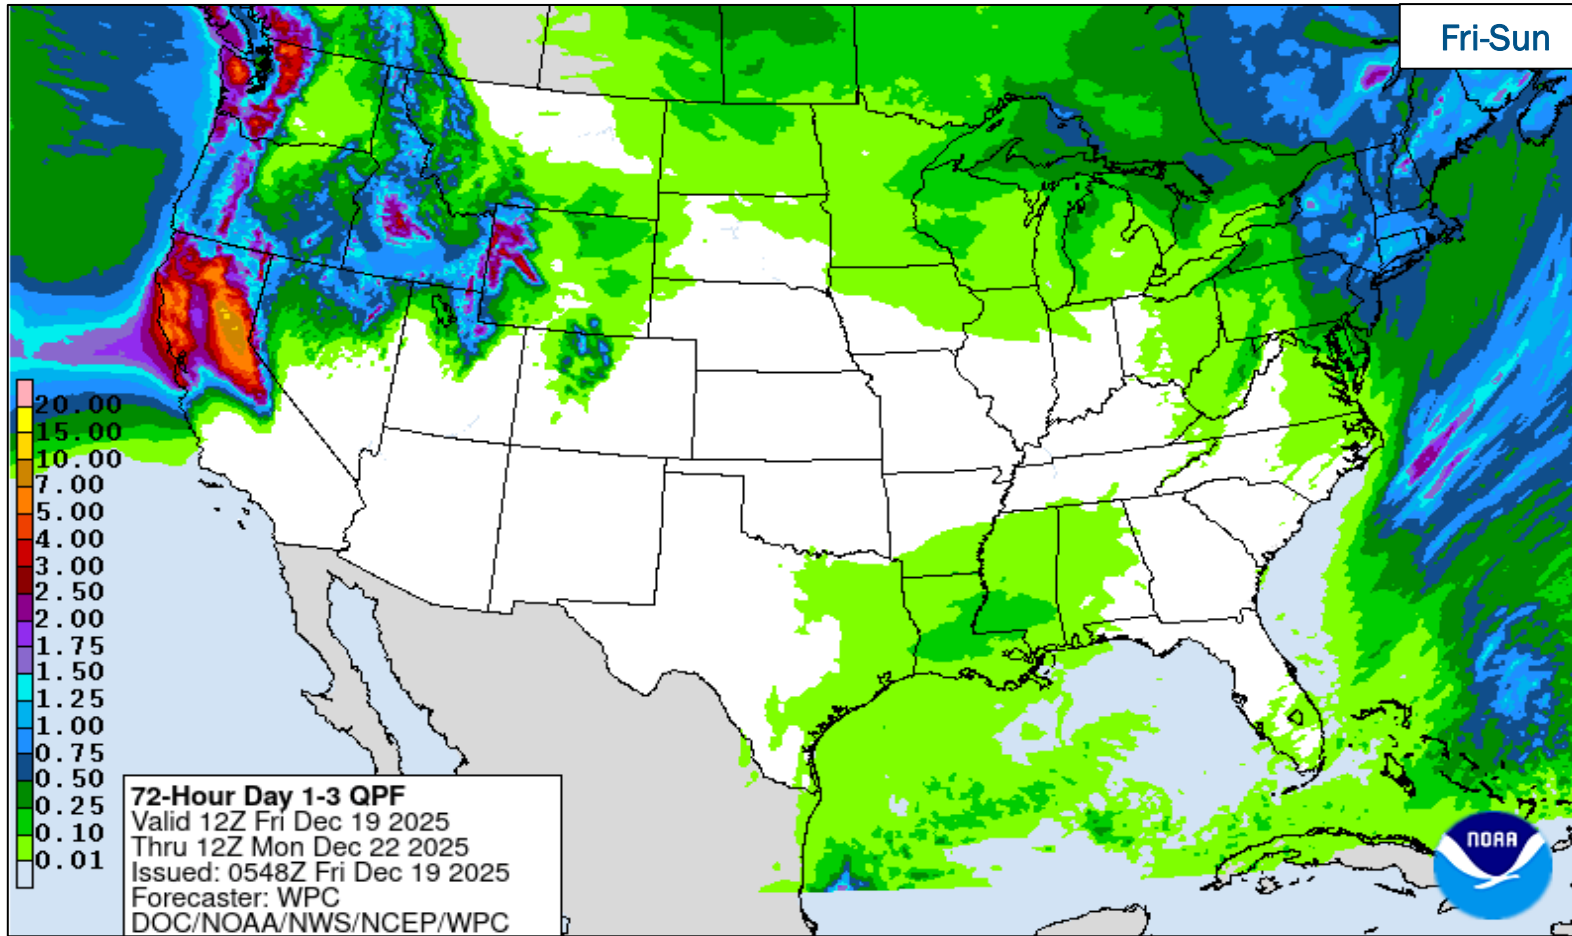 Fri-Sun
20.00
15.00
10.00
7.00
5.00
4.00
3.00
2.50
2.00
1.75
1.50
1.25
1.00
0.75
0.50
0.25
0.10
0.01
72-Hour Day 1-3 QPF
Valid 12Z Fri Dec 19 2025
Thru 12Z Mon Dec 22 2025
Issued: 0548Z Fri Dec 19 2025
Forecaster: WPC
DOC/NOAA/NWS/NCEP/WPC
NOAA